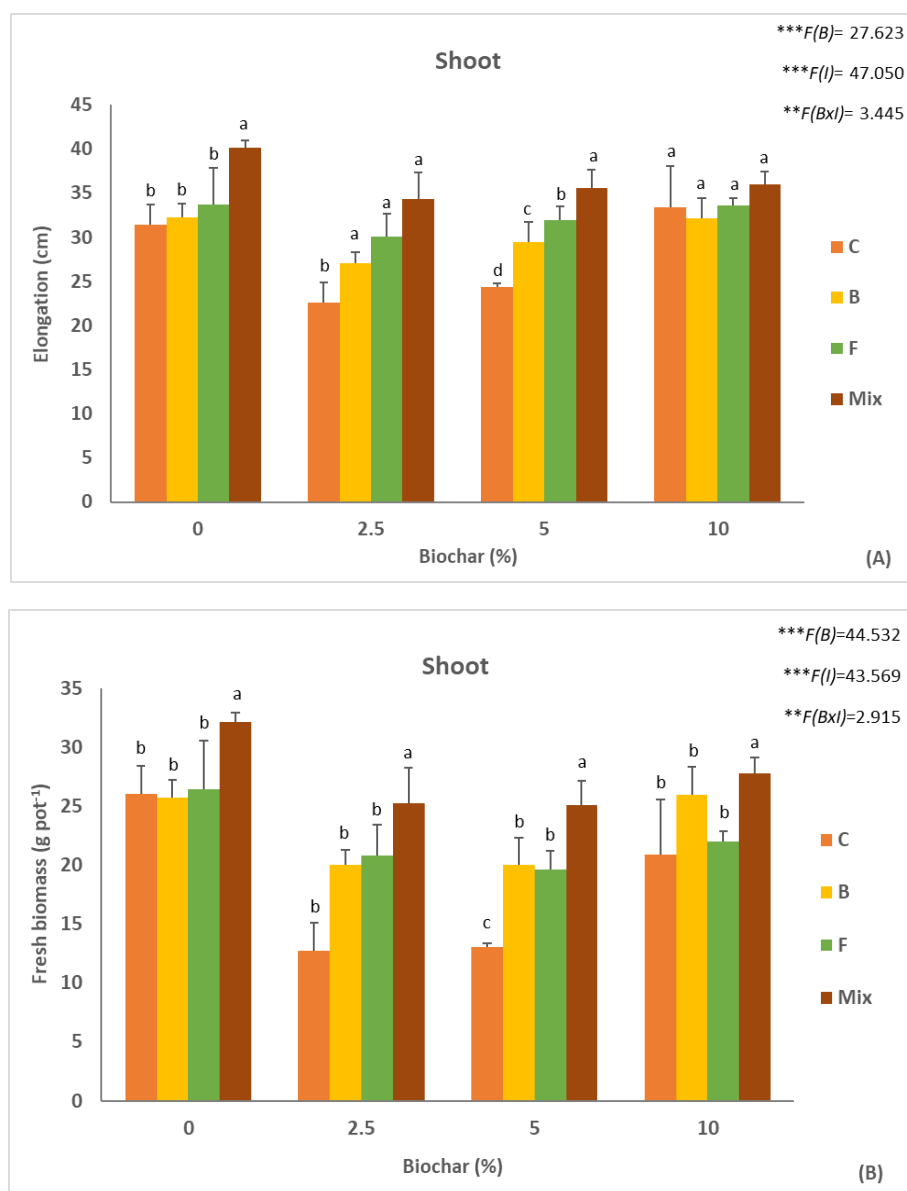 ***F(B)= 27.623
Shoot
***F(I)= 47.050
**F(BxI)= 3.445
45
40
35
30
25
20
15
10
5
0
Elongation (cm)
b b b a
b a a a
d c b a
a a a a
C
B
F
Mix
0 2.5 5 10
Biochar (%)
(A)
***F(B)=44.532
Shoot
***F(I)=43.569
**F(BxI)=2.915
35
30
25
20
15
10
5
0
Fresh biomass (g pot⁻¹)
b b b a
b b b a
c b b a
b b b a
C
B
F
Mix
0 2.5 5 10
Biochar (%)
(B)